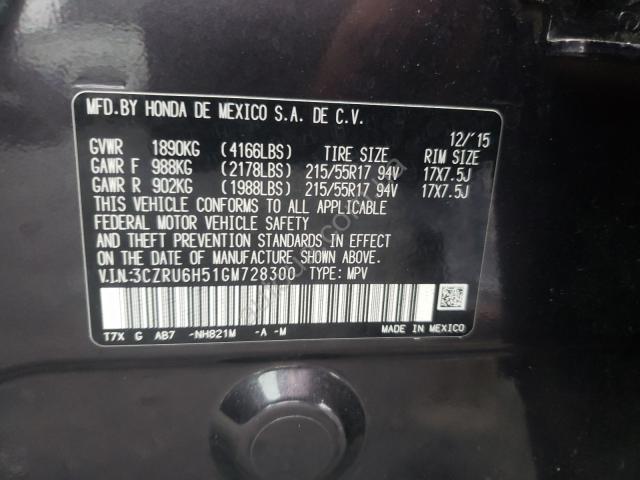 MFD.BY HONDA DE MEXICO S.A. DE C.V.
12/'15
GVWR 1890KG (4166LBS) TIRE SIZE RIM SIZE
GAWR F 988KG (2178LBS) 215/55R17 94V 17X7.5J
GAWR R 902KG (1988LBS) 215/55R17 94V 17X7.5J
THIS VEHICLE CONFORMS TO ALL APPLICABLE
FEDERAL MOTOR VEHICLE SAFETY
AND THEFT PREVENTION STANDARDS IN EFFECT
ON THE DATE OF MANUFACTURE SHOWN ABOVE.
V.I.N:3CZRU6H51GM728300 TYPE: MPV
T7X G AB7 -NH821M -A -M MADE IN MEXICO